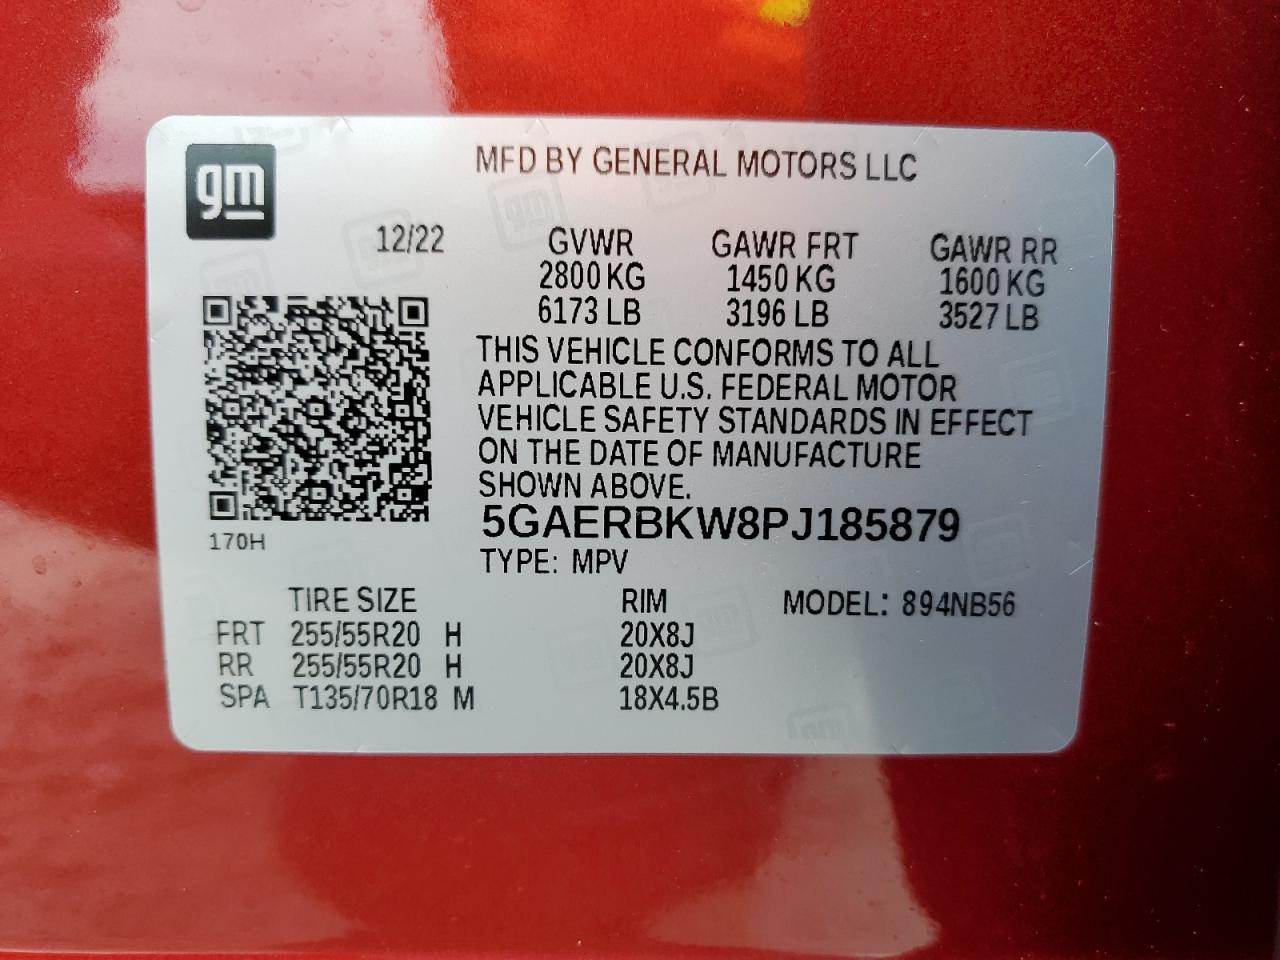 gm
MFD BY GENERAL MOTORS LLC
12/22 GVWR GAWR FRT GAWR RR
2800 KG 1450 KG 1600 KG
6173 LB 3196 LB 3527 LB
THIS VEHICLE CONFORMS TO ALL
APPLICABLE U.S. FEDERAL MOTOR
VEHICLE SAFETY STANDARDS IN EFFECT
ON THE DATE OF MANUFACTURE
SHOWN ABOVE.
5GAERBKW8PJ185879
170H
TYPE: MPV
TIRE SIZE RIM MODEL: 894NB56
FRT 255/55R20 H 20X8J
RR 255/55R20 H 20X8J
SPA T135/70R18 M 18X4.5B